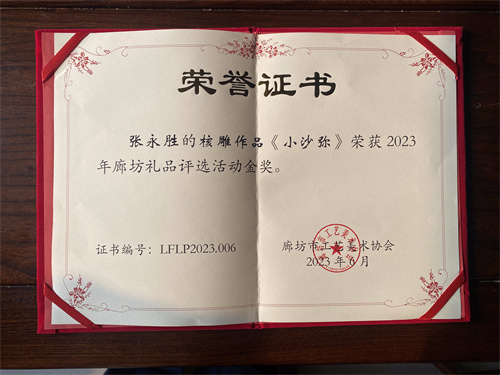 荣誉证书
张永胜的核雕作品《小沙弥》荣获2023
年廊坊礼品评选活动金奖。
证书编号：LFLP2023.006
廊坊市工艺美术协会
2023年6月